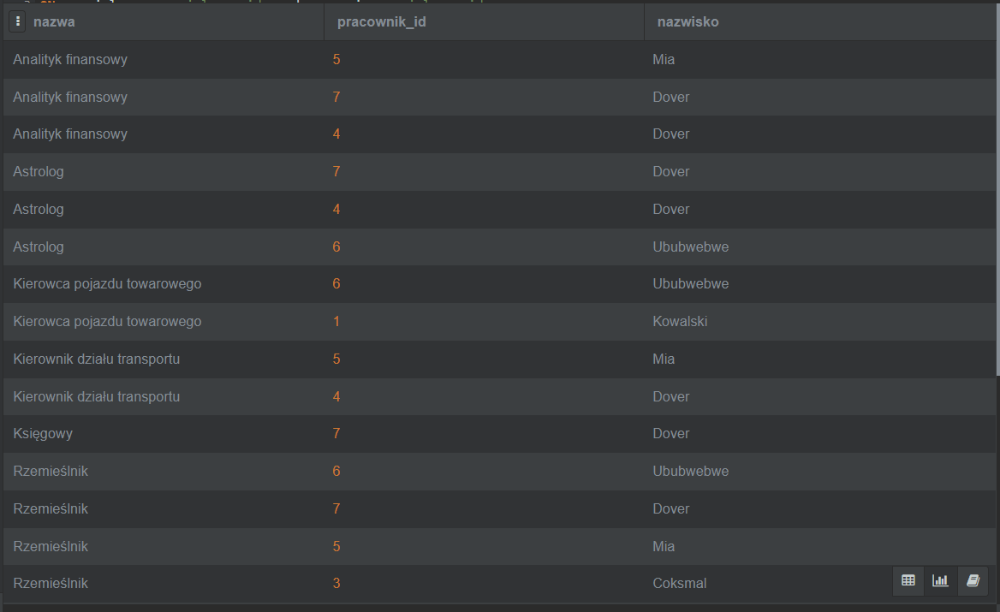 nazwa pracownik_id nazwisko
Analityk finansowy 5 Mia
Analityk finansowy 7 Dover
Analityk finansowy 4 Dover
Astrolog 7 Dover
Astrolog 4 Dover
Astrolog 6 Ububwebwe
Kierowca pojazdu towarowego 6 Ububwebwe
Kierowca pojazdu towarowego 1 Kowalski
Kierownik działu transportu 5 Mia
Kierownik działu transportu 4 Dover
Księgowy 7 Dover
Rzemieślnik 6 Ububwebwe
Rzemieślnik 7 Dover
Rzemieślnik 5 Mia
Rzemieślnik 3 Coksmal